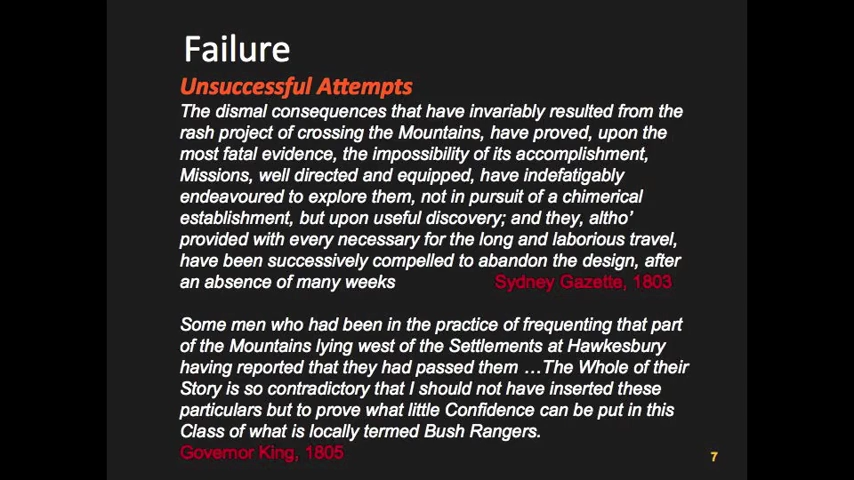 Failure
Unsuccessful Attempts
The dismal consequences that have invariably resulted from the
rash project of crossing the Mountains, have proved, upon the
most fatal evidence, the impossibility of its accomplishment,
Missions, well directed and equipped, have indefatigably
endeavoured to explore them, not in pursuit of a chimerical
establishment, but upon useful discovery; and they, altho'
provided with every necessary for the long and laborious travel,
have been successively compelled to abandon the design, after
an absence of many weeks Sydney Gazette, 1803
Some men who had been in the practice of frequenting that part
of the Mountains lying west of the Settlements at Hawkesbury
having reported that they had passed them …The Whole of their
Story is so contradictory that I should not have inserted these
particulars but to prove what little Confidence can be put in this
Class of what is locally termed Bush Rangers.
Governor King, 1805
7